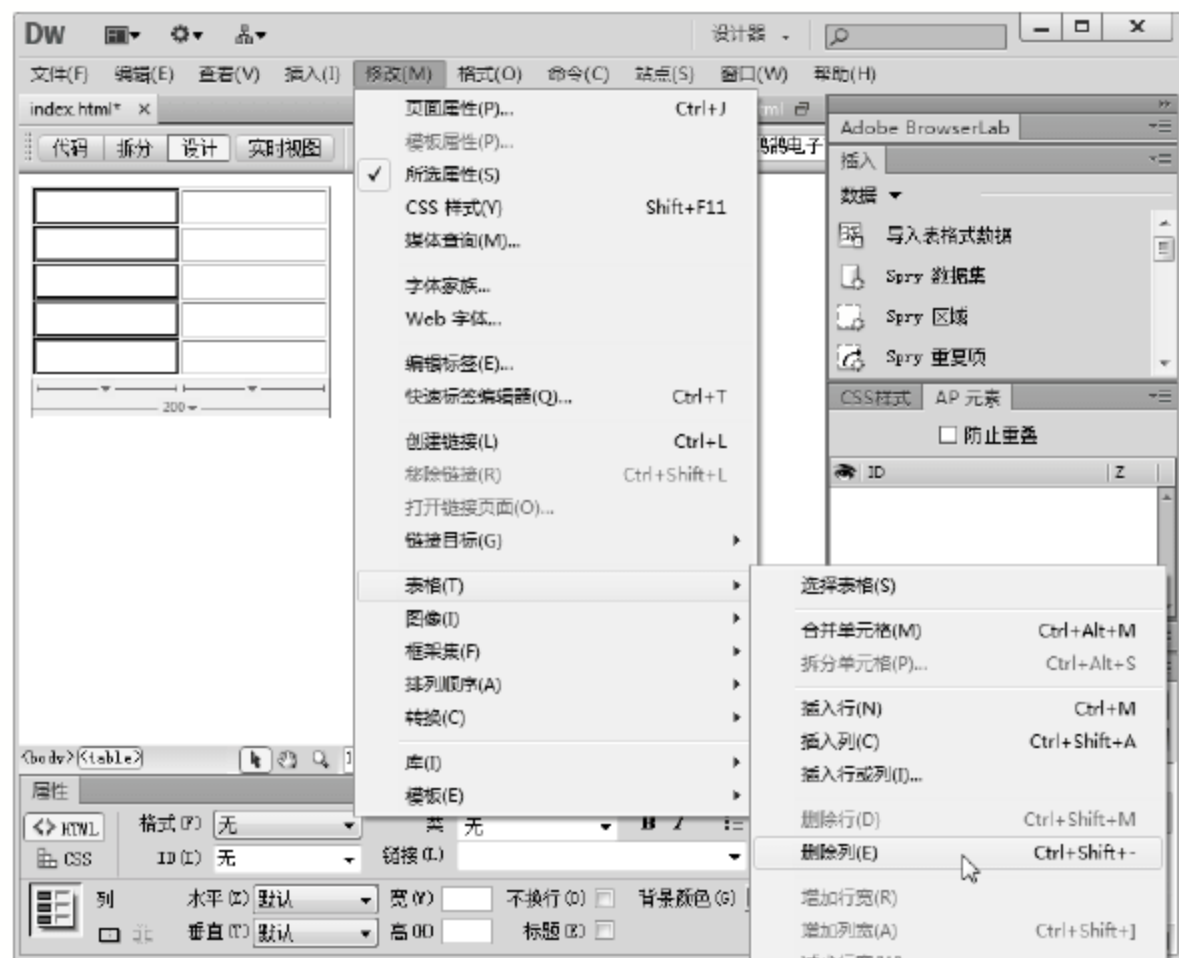 Dw 设计器
文件(F) 编辑(E) 查看(V) 插入(I) 修改(M) 格式(O) 命令(C) 站点(S) 窗口(W) 帮助(H)
index.html* ×
代码 拆分 设计 实时视图
200
<body><table>
页面属性(P)... Ctrl+J
模板属性(P)...
✓ 所选属性(S)
CSS 样式(Y) Shift+F11
媒体查询(M)...
字体家族...
Web 字体...
编辑标签(E)...
快速标签编辑器(Q)... Ctrl+T
创建链接(L) Ctrl+L
移除链接(R) Ctrl+Shift+L
打开链接页面(O)...
链接目标(G)
表格(T)
图像(I)
框架集(F)
排列顺序(A)
转换(C)
库(I)
模板(E)
电子
Adobe BrowserLab
插入
数据
导入表格式数据
Spry 数据集
Spry 区域
Spry 重复项
CSS样式 AP 元素
防止重叠
ID Z
选择表格(S)
合并单元格(M) Ctrl+Alt+M
拆分单元格(P)... Ctrl+Alt+S
插入行(N) Ctrl+M
插入列(C) Ctrl+Shift+A
插入行或列(I)...
删除行(D) Ctrl+Shift+M
删除列(E) Ctrl+Shift+-
增加行宽(R)
增加列宽(A) Ctrl+Shift+]
属性
<> HTML 格式(F) 无 类 无 B I
CSS ID(I) 无 链接(L)
列 水平(Z) 默认 宽(W) 不换行(O) 背景颜色(G)
垂直(T) 默认 高(H) 标题(E)